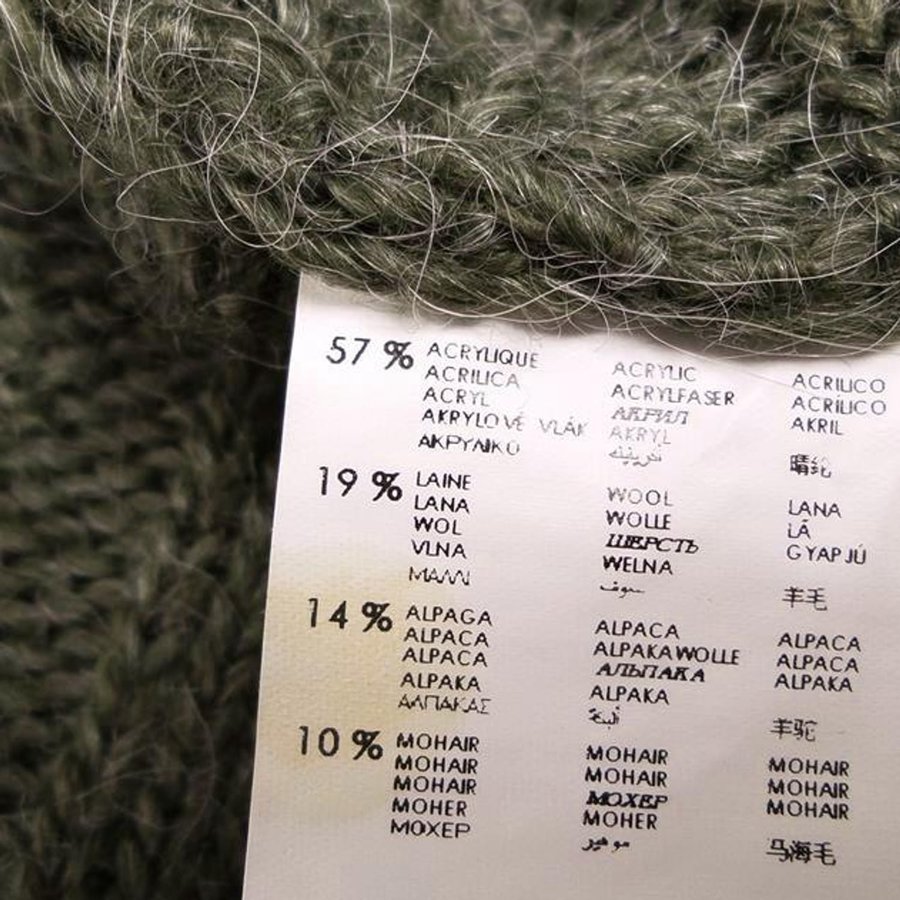 57 % ACRYLIQUE
ACRILICA
ACRYL
AKRYLOVÉ VLÁK
ΑΚΡΥΛΙΚΟ
ACRYLIC
ACRYLFASER
АКРИЛ
AKRYL
ACRILICO
ACRÍLICO
AKRIL
晴纶
19 % LAINE
LANA
WOL
VLNA
ΜΑΛΛΙ
WOOL
WOLLE
ШЕРСТЬ
WELNA
صوف
LANA
LÃ
GYAPJÚ
羊毛
14 % ALPAGA
ALPACA
ALPACA
ALPAKA
ΑΛΠΑΚΑΣ
ALPACA
ALPAKAWOLLE
АЛЬПАКА
ALPAKA
ALPACA
ALPACA
ALPAKA
羊驼
10 % MOHAIR
MOHAIR
MOHAIR
MOHER
ΜΟΧΕΡ
MOHAIR
MOHAIR
МОХЕР
MOHER
موهير
MOHAIR
MOHAIR
MOHAIR
马海毛